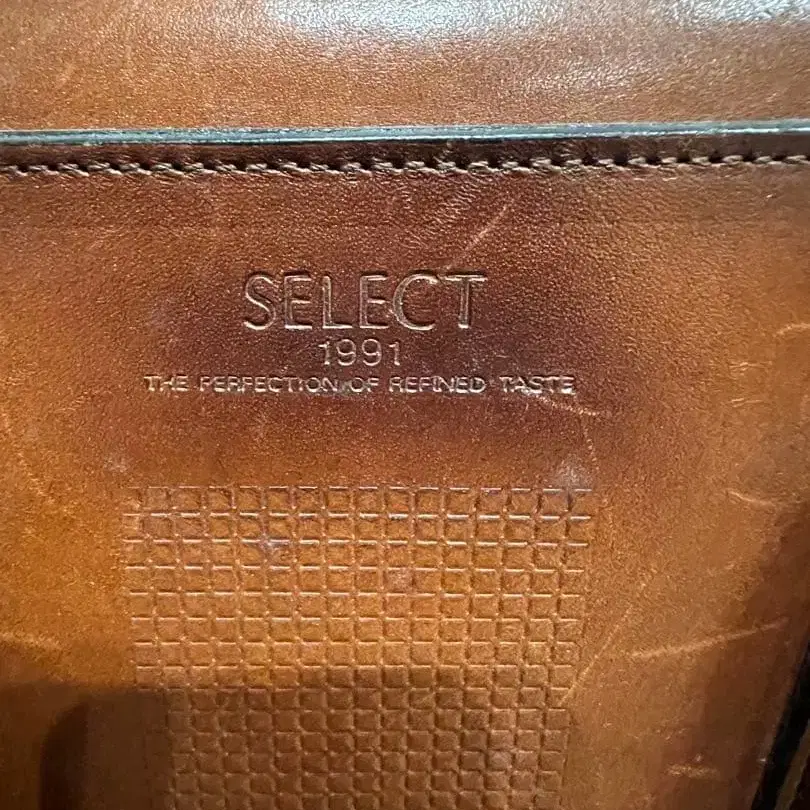 SELECT
1991
THE PERFECTION OF REFINED TASTE